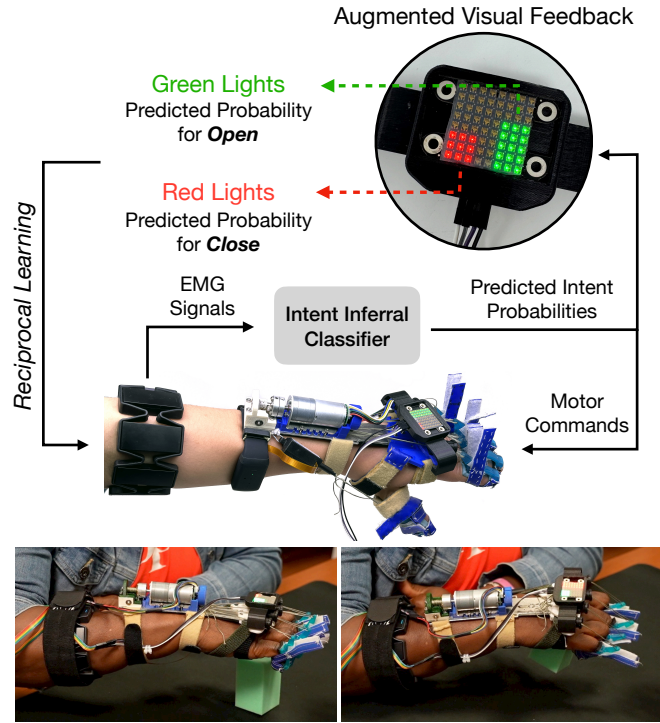 Augmented Visual Feedback
Green Lights
Predicted Probability
for Open
Red Lights
Predicted Probability
for Close
Reciprocal Learning
EMG
Signals
Intent Inferral
Classifier
Predicted Intent
Probabilities
Motor
Commands